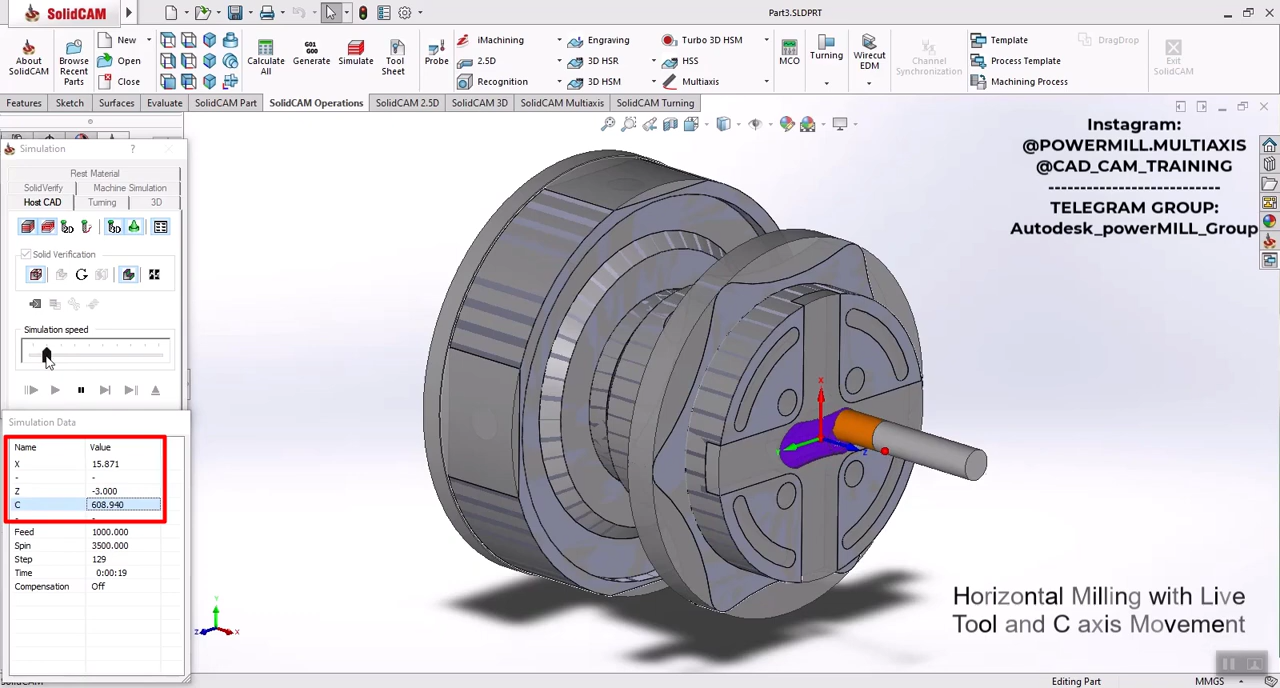 SolidCAM
Part3.SLDPRT
About SolidCAM
Browse Recent Parts
New
Open
Close
Calculate All
G01 G00
Generate
Simulate
Tool Sheet
Probe
iMachining
2.5D
Recognition
Engraving
3D HSR
3D HSM
Turbo 3D HSM
HSS
Multiaxis
MCO
Turning
Wirecut EDM
Channel Synchronization
Template
Process Template
Machining Process
DragDrop
Exit SolidCAM
Features
Sketch
Surfaces
Evaluate
SolidCAM Part
SolidCAM Operations
SolidCAM 2.5D
SolidCAM 3D
SolidCAM Multiaxis
SolidCAM Turning
Simulation
?
Rest Material
SolidVerify
Machine Simulation
Host CAD
Turning
3D
Solid Verification
Simulation speed
Simulation Data
Name Value
X 15.871
- -
Z -3.000
C 608.940
- -
Feed 1000.000
Spin 3500.000
Step 129
Time 0:00:19
Compensation Off
Instagram:
@POWERMILL.MULTIAXIS
@CAD_CAM_TRAINING
---------------------------
TELEGRAM GROUP:
Autodesk_powerMILL_Group
X
Z
Y
Z
X
Horizontal Milling with Live
Tool and C axis Movement
Editing Part
MMGS